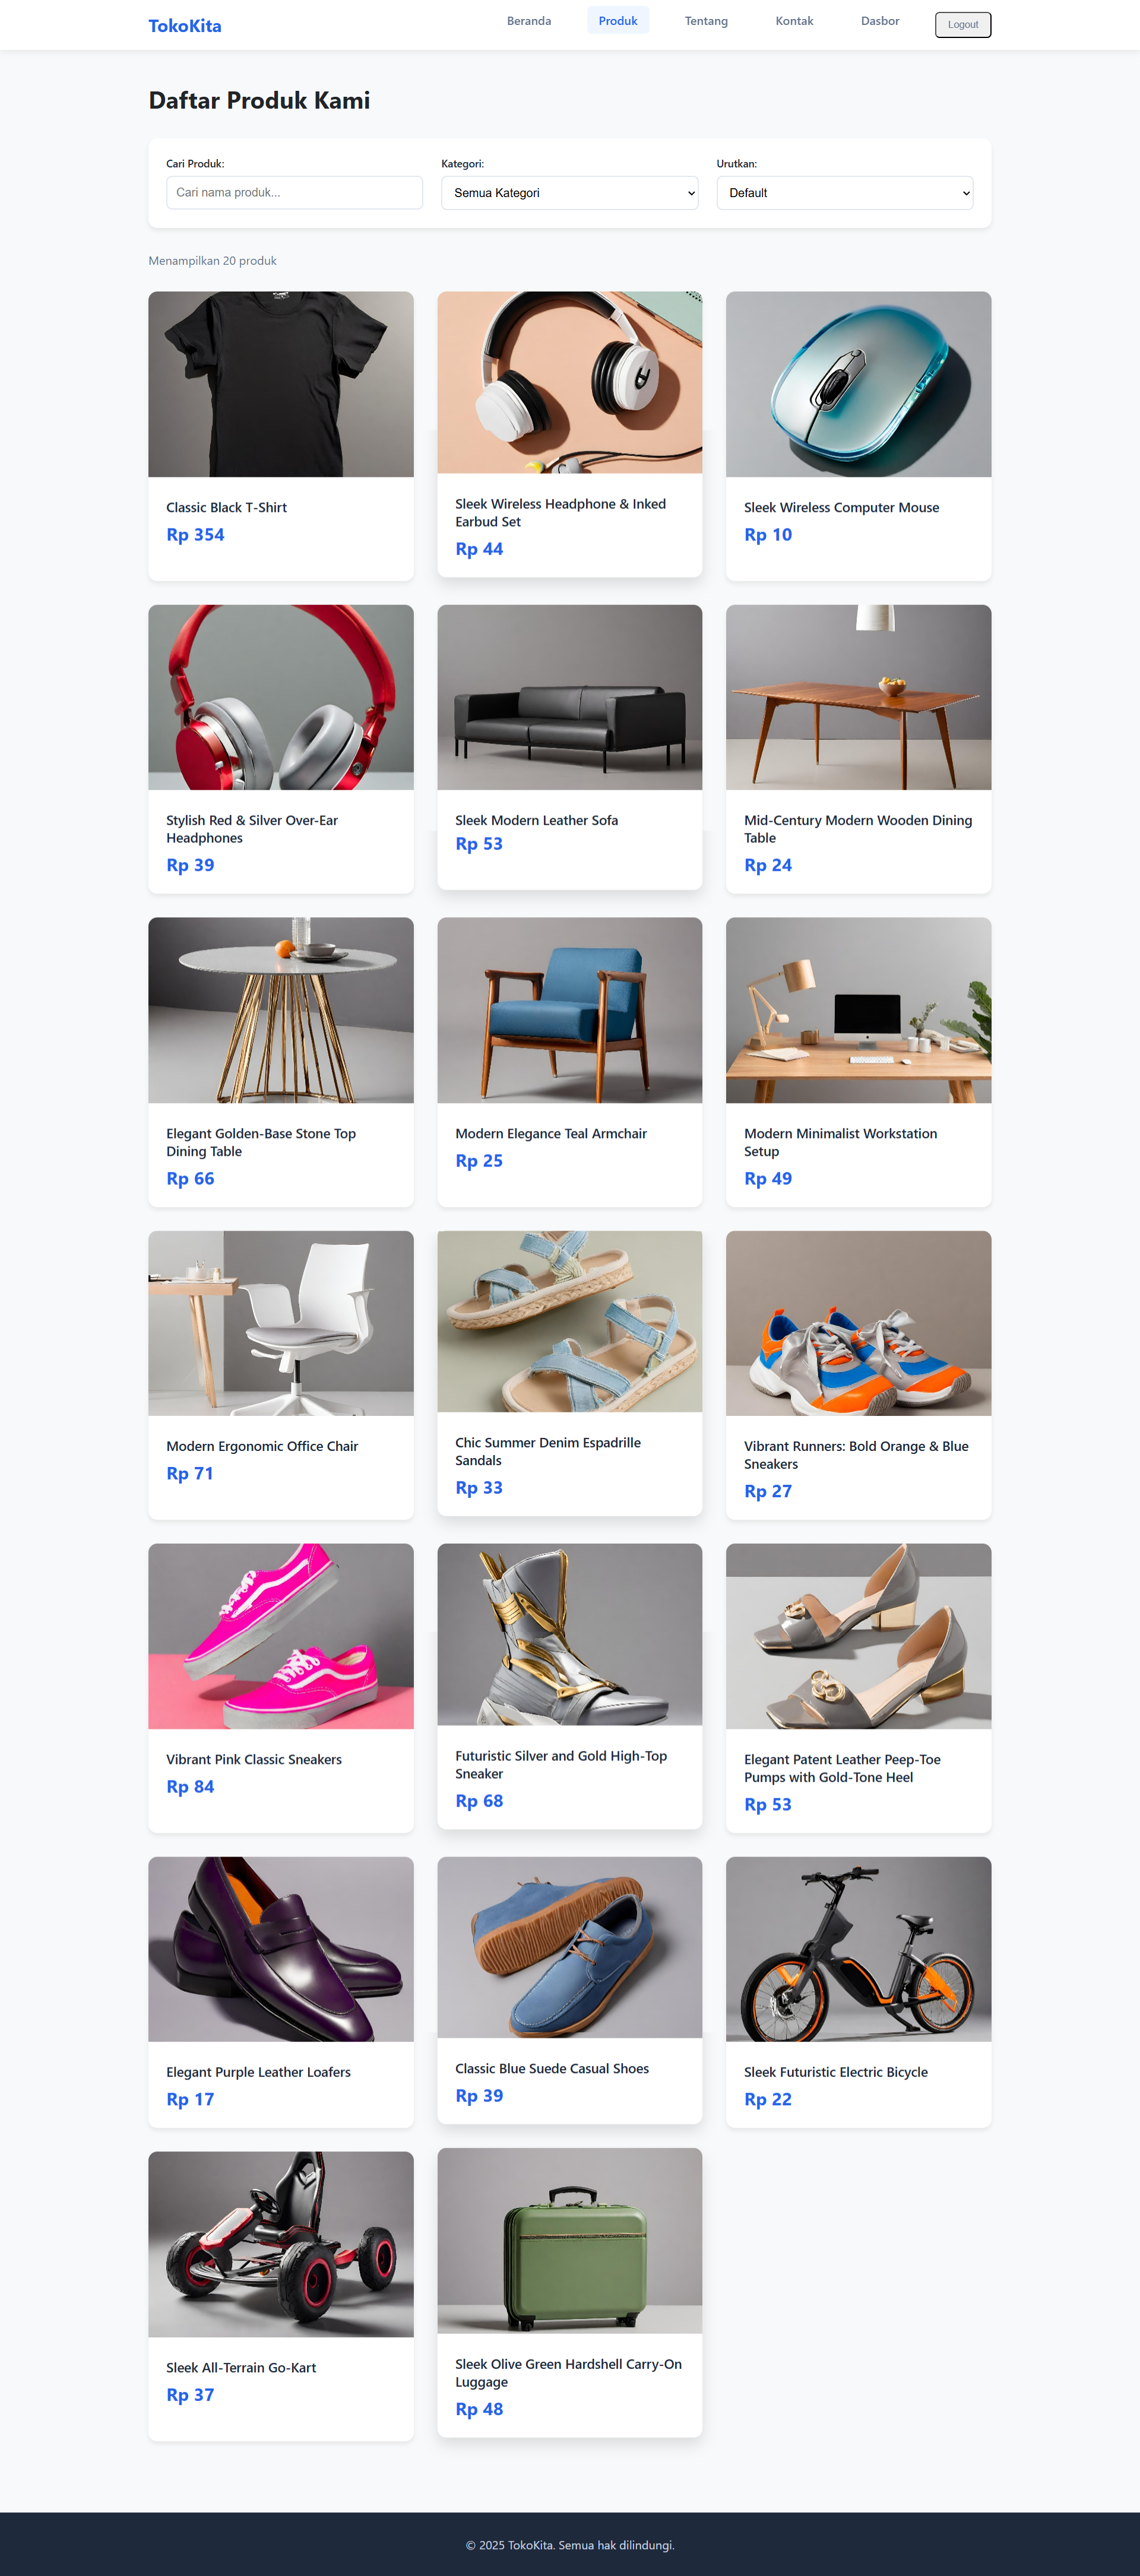 TokoKita
Beranda
Produk
Tentang
Kontak
Dasbor
Logout
Daftar Produk Kami
Cari Produk:
Kategori:
Urutkan:
Cari nama produk...
Semua Kategori
Default
Menampilkan 20 produk
Classic Black T-Shirt
Rp 354
Sleek Wireless Headphone & Inked
Earbud Set
Rp 44
Sleek Wireless Computer Mouse
Rp 10
Stylish Red & Silver Over-Ear
Headphones
Rp 39
Sleek Modern Leather Sofa
Rp 53
Mid-Century Modern Wooden Dining
Table
Rp 24
Elegant Golden-Base Stone Top
Dining Table
Rp 66
Modern Elegance Teal Armchair
Rp 25
Modern Minimalist Workstation
Setup
Rp 49
Modern Ergonomic Office Chair
Rp 71
Chic Summer Denim Espadrille
Sandals
Rp 33
Vibrant Runners: Bold Orange & Blue
Sneakers
Rp 27
Vibrant Pink Classic Sneakers
Rp 84
Futuristic Silver and Gold High-Top
Sneaker
Rp 68
Elegant Patent Leather Peep-Toe
Pumps with Gold-Tone Heel
Rp 53
Elegant Purple Leather Loafers
Rp 17
Classic Blue Suede Casual Shoes
Rp 39
Sleek Futuristic Electric Bicycle
Rp 22
Sleek All-Terrain Go-Kart
Rp 37
Sleek Olive Green Hardshell Carry-On
Luggage
Rp 48
© 2025 TokoKita. Semua hak dilindungi.